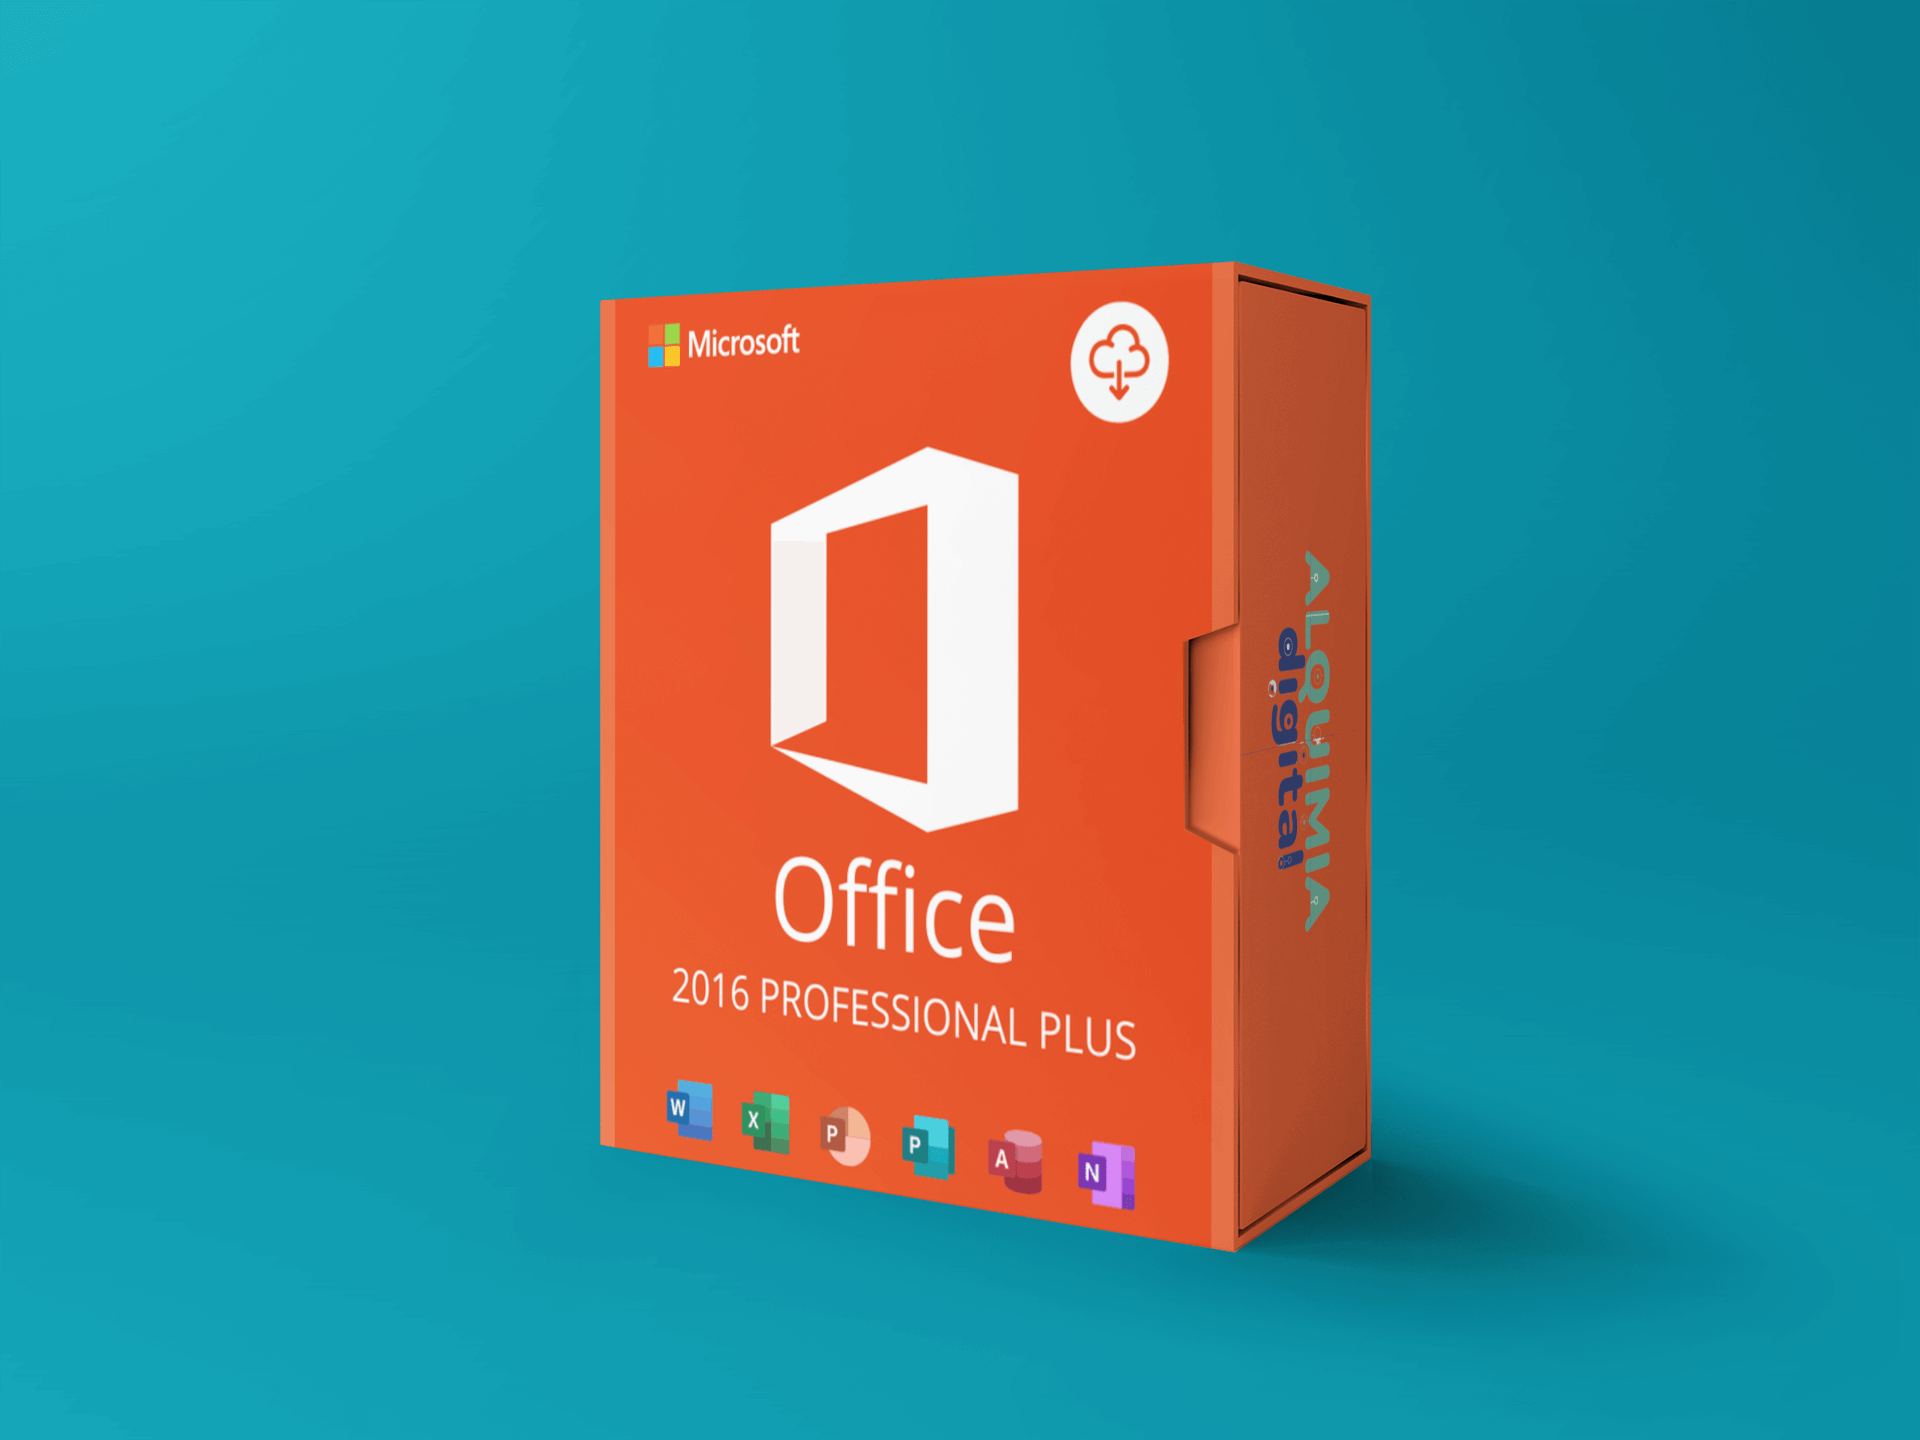 Microsoft
Office
2016 PROFESSIONAL PLUS
W X P P A N
ALQUIMIA
digital